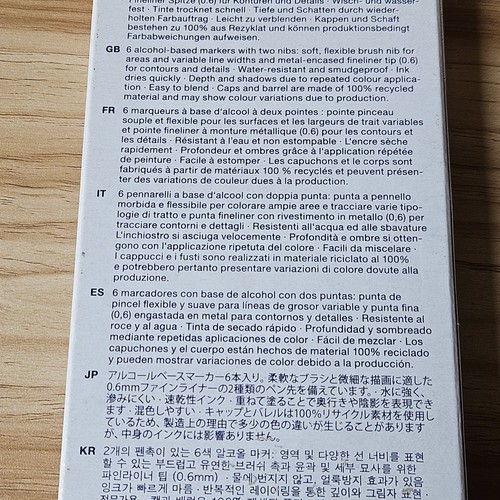 Fineliner Spitze (0.6) für Konturen und Details · Wisch- und wasser-
fest · Tinte trocknet schnell · Tiefe und Schatten durch wieder-
holten Farbauftrag · Leicht zu verblenden · Kappen und Schaft
bestehen zu 100% aus Rezyklat und können produktionsbedingt
Farbabweichungen aufweisen.
GB 6 alcohol-based markers with two nibs: soft, flexible brush nib for
areas and variable line widths and metal-encased fineliner tip (0.6)
for contours and details · Water-resistant and smudgeproof · Ink
dries quickly · Depth and shadows due to repeated colour applica-
tion · Easy to blend · Caps and barrel are made of 100% recycled
material and may show colour variations due to production.
FR 6 marqueurs à base d'alcool à deux pointes : pointe pinceau
souple et flexible pour les surfaces et les largeurs de trait variables
et pointe fineliner à monture métallique (0.6) pour les contours et
les détails · Résistant à l'eau et non estompable · L'encre sèche
rapidement · Profondeur et ombres grâce à l'application répétée
de peinture · Facile à estomper · Les capuchons et le corps sont
fabriqués à partir de matériaux 100 % recyclés et peuvent présen-
ter des variations de couleur dues à la production.
IT 6 pennarelli a base d'alcool con doppia punta: punta a pennello
morbida e flessibile per colorare ampie aree e tracciare varie tipo-
logie di tratto e punta fineliner con rivestimento in metallo (0,6) per
tracciare contorni e dettagli · Resistenti all'acqua ed alle sbavature
L'inchiostro si asciuga velocemente · Profondità e ombre si otten-
gono con l'applicazione ripetuta del colore · Facili da miscelare ·
I cappucci e i fusti sono realizzati in materiale riciclato al 100%
e potrebbero pertanto presentare variazioni di colore dovute alla
produzione.
ES 6 marcadores con base de alcohol con dos puntas: punta de
pincel flexible y suave para líneas de grosor variable y punta fina
(0,6) engastada en metal para contornos y detalles · Resistente al
roce y al agua · Tinta de secado rápido · Profundidad y sombreado
mediante repetidas aplicaciones de color · Fácil de mezclar · Los
capuchones y el cuerpo están hechos de material 100% reciclado
y pueden mostrar variaciones de color debido a la producción.
JP アルコールベースマーカー6本入り。柔軟なブラシと微細な描画に適した
0.6mmファインライナーの2種類のペン先を備えています。· 水に強く、
滲みにくい · 速乾性インク · 重ねて塗ることで奥行きや陰影を表現でき
ます · 混色しやすい · キャップとバレルは100%リサイクル素材を使用し
ているため、製造上の理由で多少の色の違いが生じることがあります
が、中身のインクには影響ありません。
KR 2개의 펜촉이 있는 6색 알코올 마커: 영역 및 다양한 선 너비를 표현
할 수 있는 부드럽고 유연한 브러쉬 촉과 윤곽 및 세부 묘사를 위한
파인라이너 팁 (0.6mm) · 물에 번지지 않고, 얼룩방지 효과가 있음
잉크가 빠르게 마름 · 반복적인 레이어링을 통한 깊이와 그림자 표현